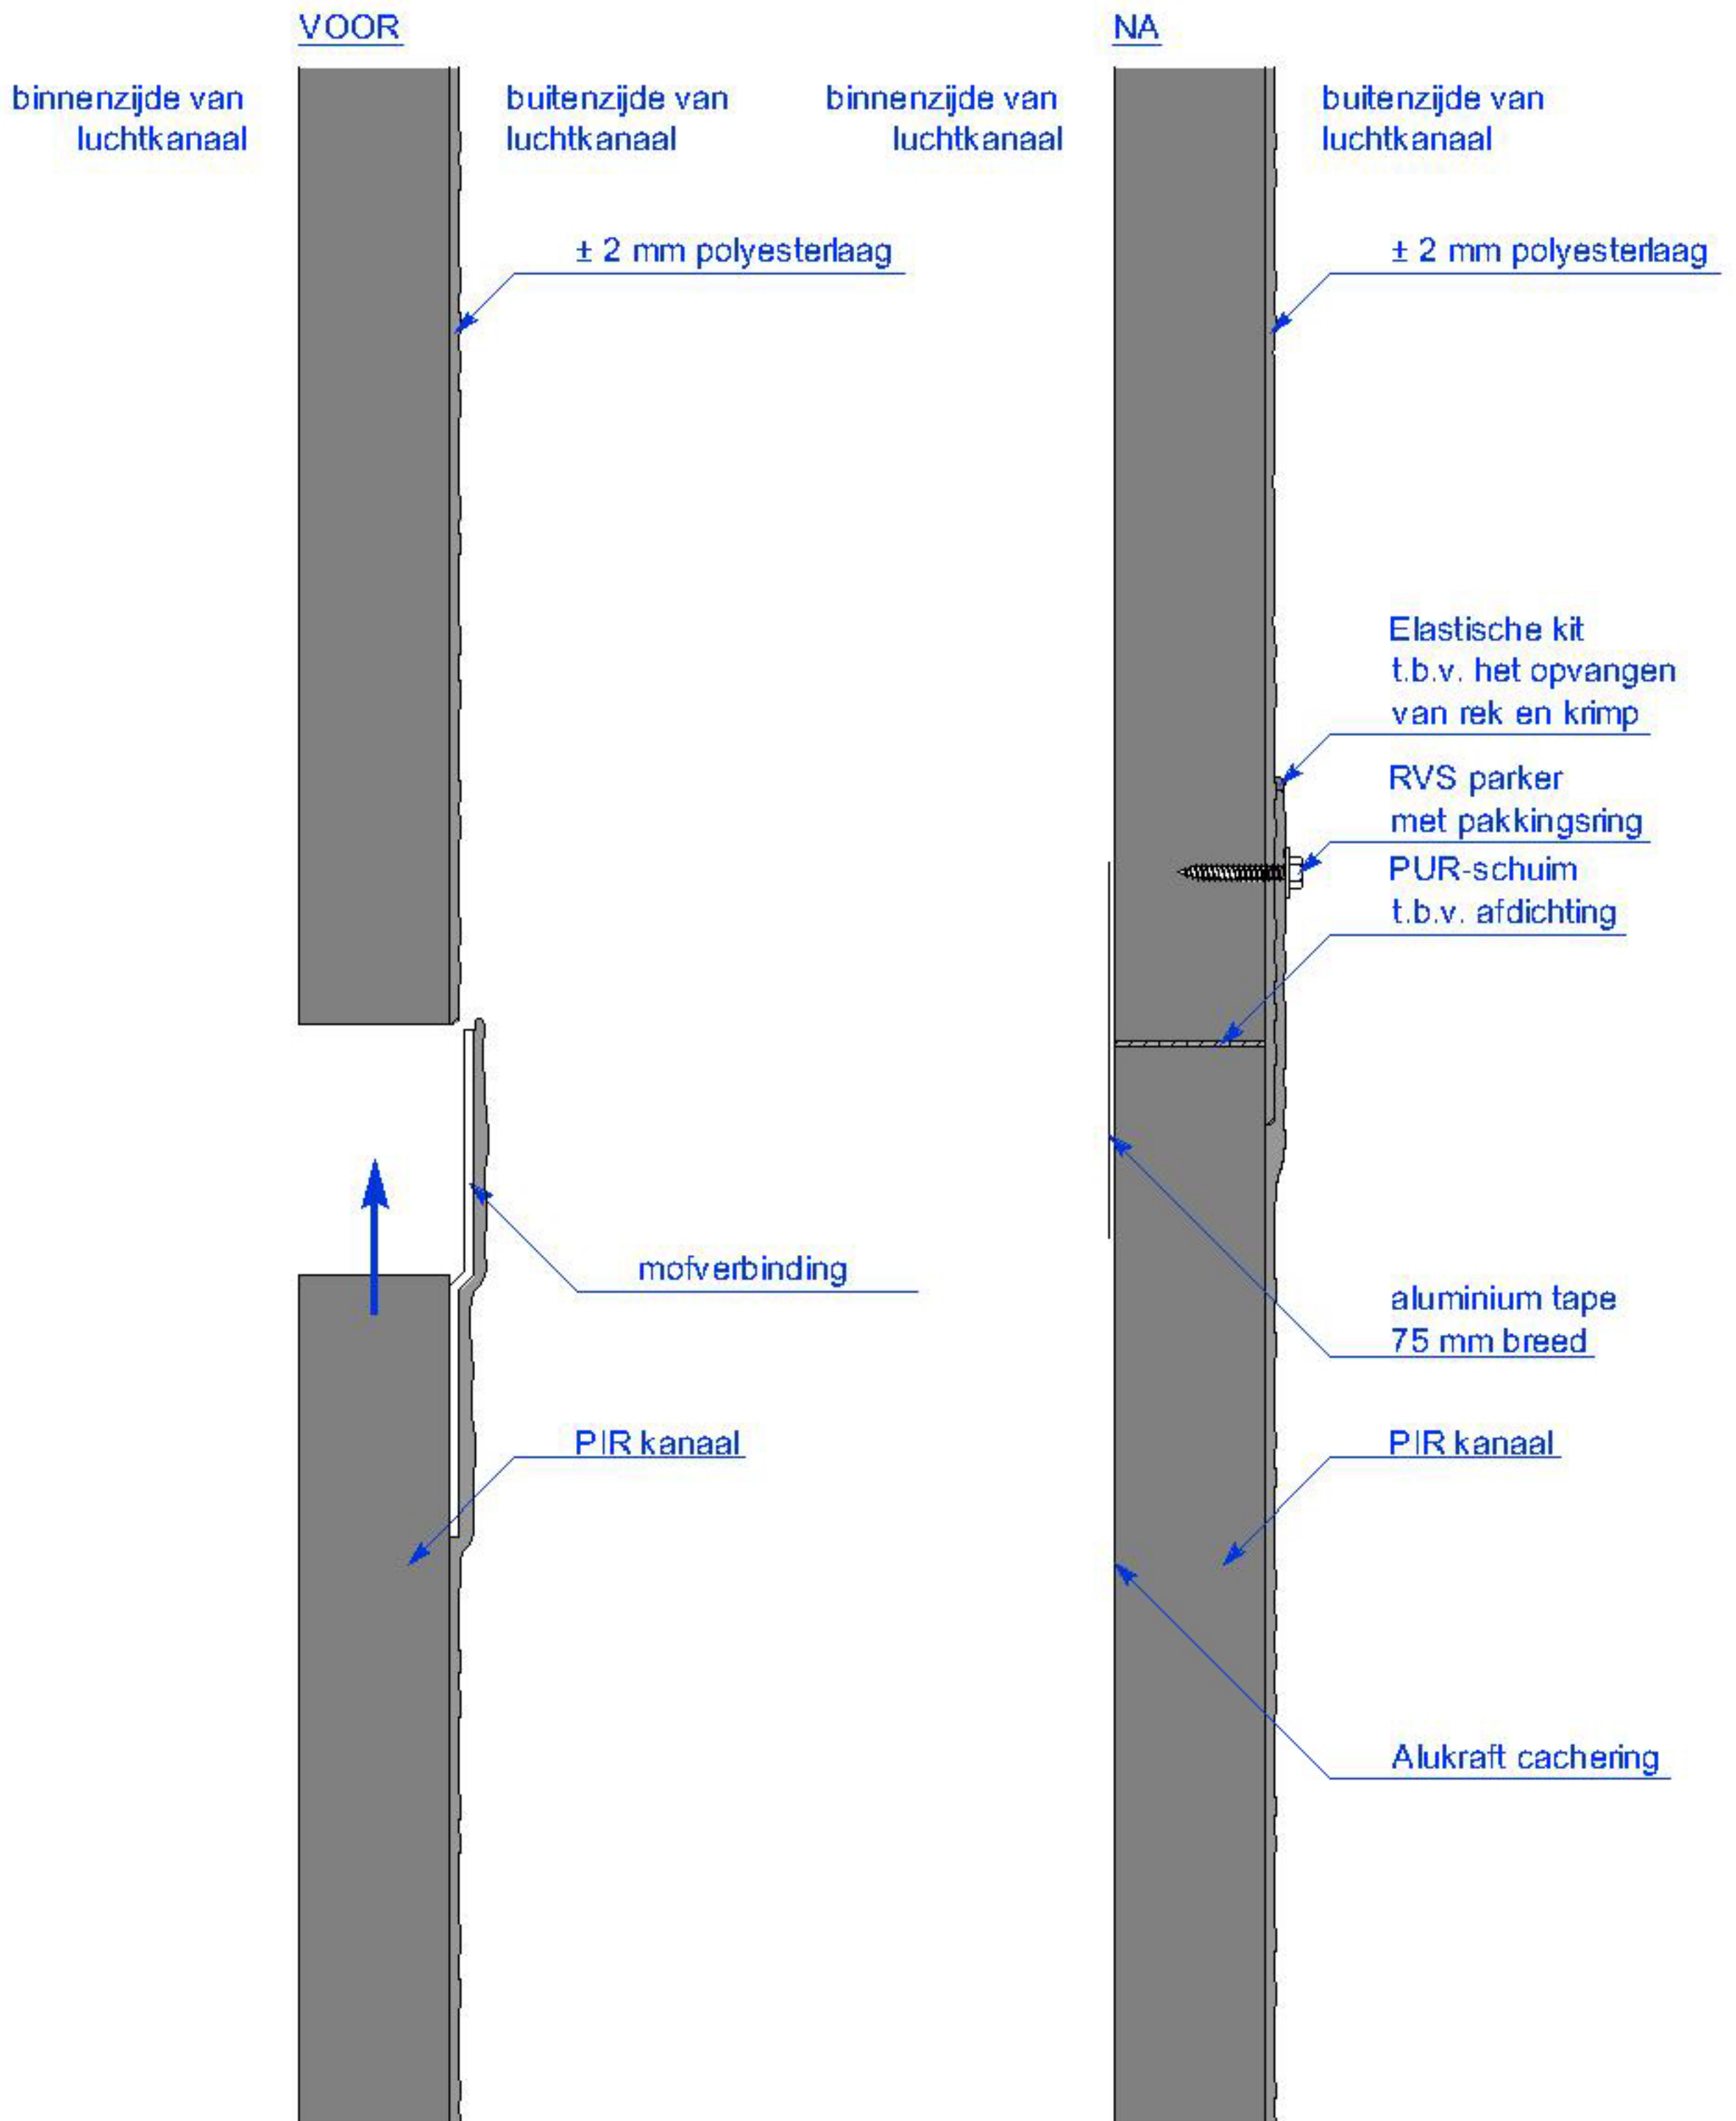 VOOR
binnenzijde van
luchtkanaal
buitenzijde van
luchtkanaal
± 2 mm polyesterlaag
mofverbinding
PIR kanaal
NA
binnenzijde van
luchtkanaal
buitenzijde van
luchtkanaal
± 2 mm polyesterlaag
Elastische kit
t.b.v. het opvangen
van rek en krimp
RVS parker
met pakkingsring
PUR-schuim
t.b.v. afdichting
aluminium tape
75 mm breed
PIR kanaal
Alukraft cachering